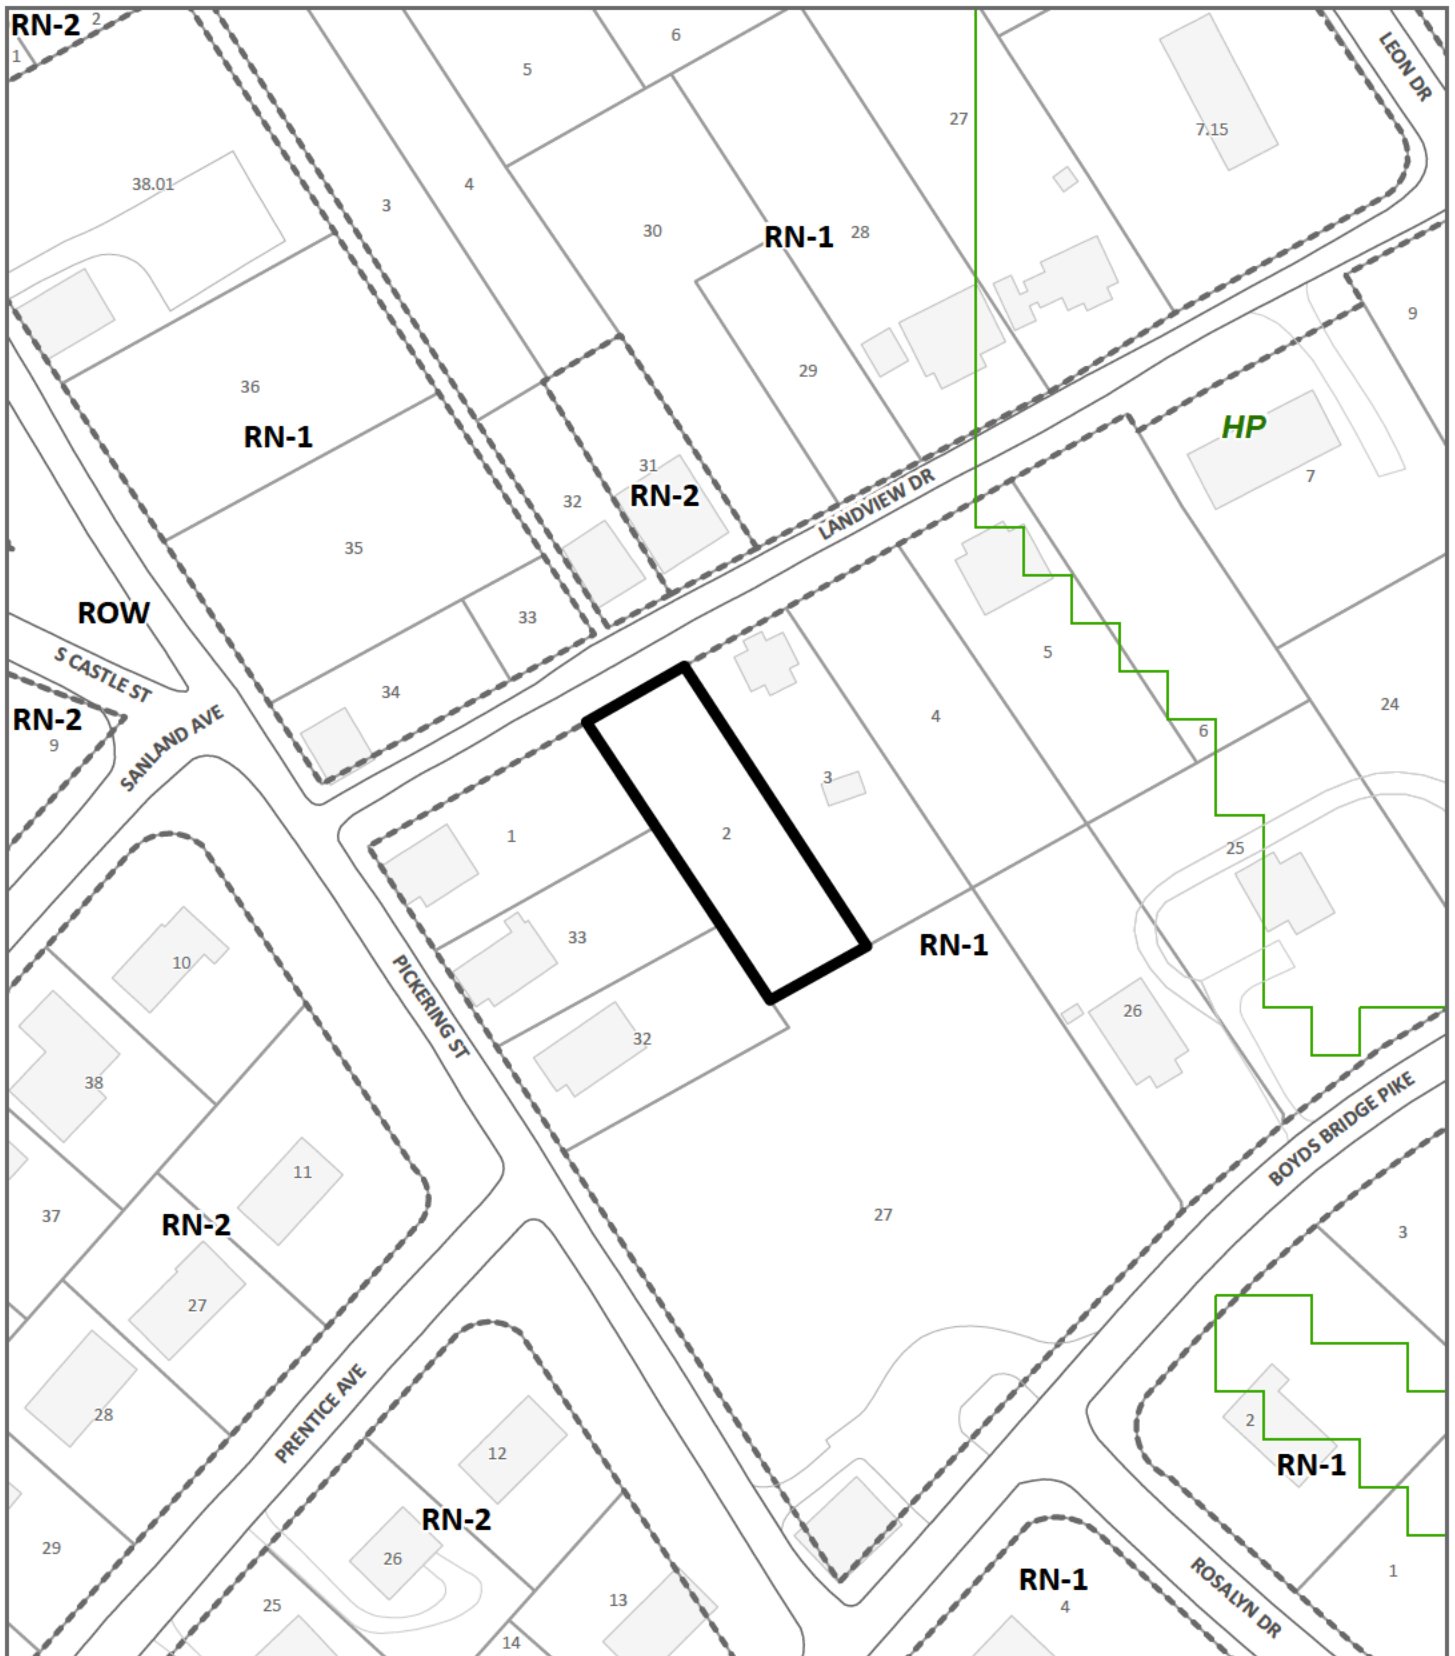 RN-2
2
1
6
5
27
LEON DR
7.15
38.01
4
3
30
RN-1
28
9
29
36
RN-1
HP
31
7
RN-2
32
LANDVIEW DR
35
ROW
33
5
S CASTLE ST
34
24
RN-2
9
SANLAND AVE
4
6
3
1
2
25
33
RN-1
10
PICKERING ST
26
32
38
BOYDS BRIDGE PIKE
11
37
RN-2
27
3
27
28
2
PRENTICE AVE
12
RN-1
RN-2
29
26
RN-1
1
ROSALYN DR
25
13
4
14